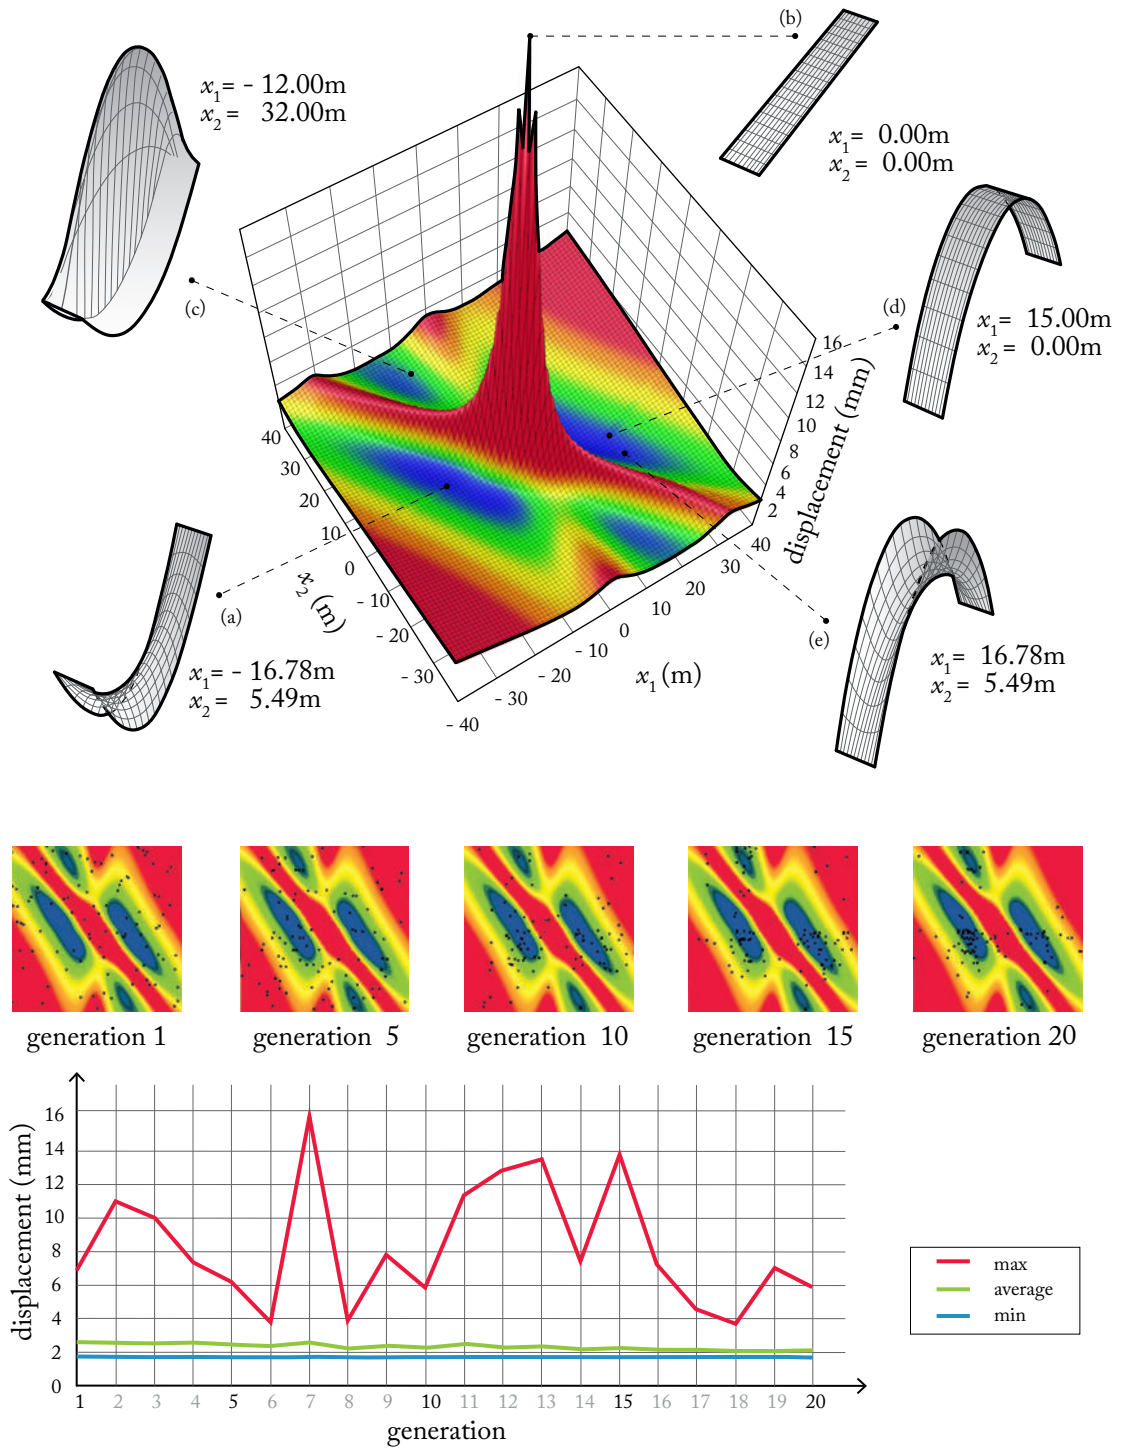 (b)
x1= - 12.00m
x2=   32.00m
x1=  0.00m
x2=  0.00m
(c)
(d)
x1=  15.00m
x2=  0.00m
16
14
12
10
8
6
4
2
displacement (mm)
40
30
20
10
0
- 10
- 20
- 30
- 40
x2 (m)
- 30
- 20
- 10
0
10
20
30
40
x1 (m)
(a)
(e)
x1= - 16.78m
x2=   5.49m
x1=  16.78m
x2=  5.49m
generation 1
generation  5
generation  10
generation  15
generation 20
displacement (mm)
16
14
12
10
8
6
4
2
0
1 2 3 4 5 6 7 8 9 10 11 12 13 14 15 16 17 18 19 20
generation
max
average
min